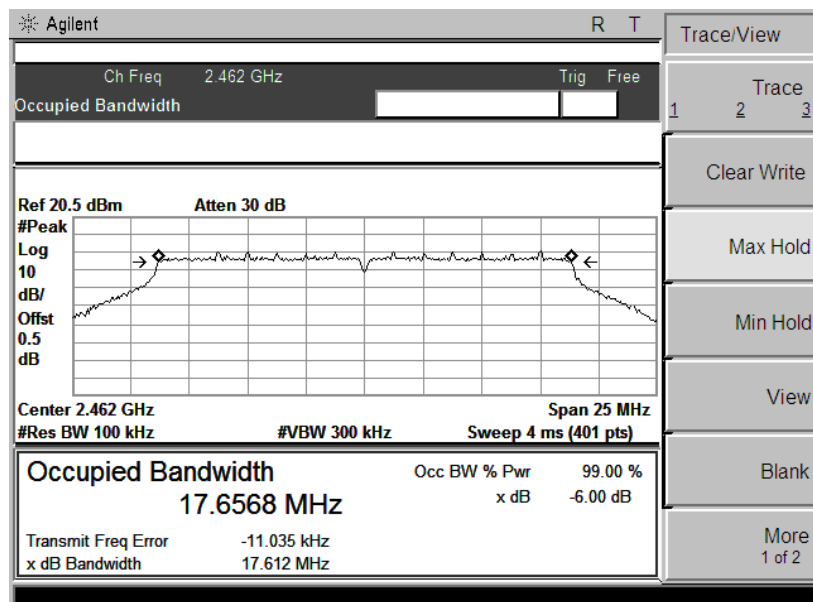 Agilent R T
Trace/View
Ch Freq 2.462 GHz Trig Free
Occupied Bandwidth
Trace
1 2 3
Clear Write
Ref 20.5 dBm Atten 30 dB
#Peak
Log
10
dB/
Offst
0.5
dB
Max Hold
Min Hold
View
Center 2.462 GHz Span 25 MHz
#Res BW 100 kHz #VBW 300 kHz Sweep 4 ms (401 pts)
Occupied Bandwidth Occ BW % Pwr 99.00 %
17.6568 MHz x dB -6.00 dB
Blank
Transmit Freq Error -11.035 kHz
x dB Bandwidth 17.612 MHz
More
1 of 2